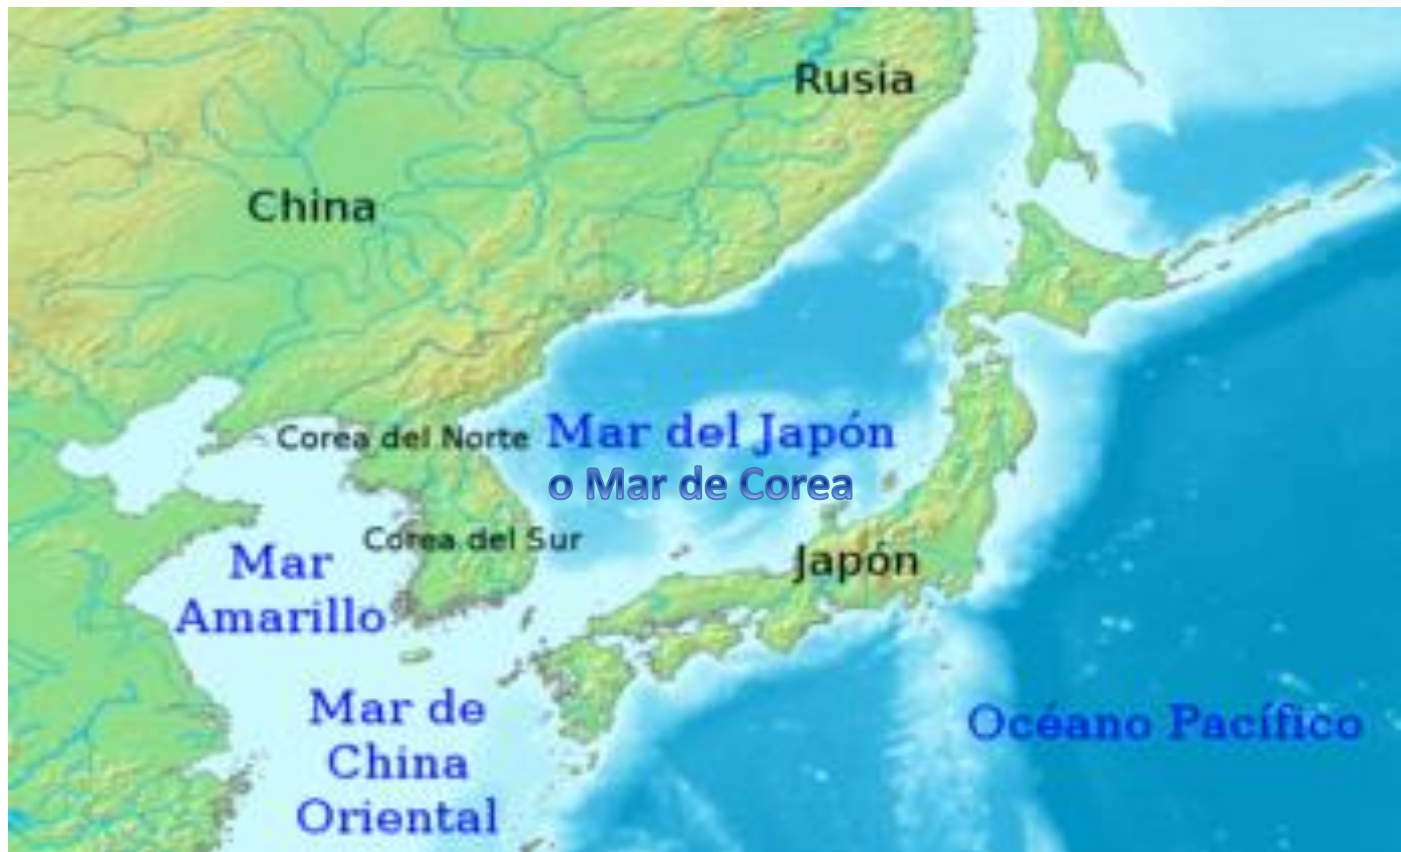 Rusia
China
Corea del Norte
Mar del Japón
o Mar de Corea
Corea del Sur
Japón
Mar
Amarillo
Mar de
China
Oriental
Océano Pacífico